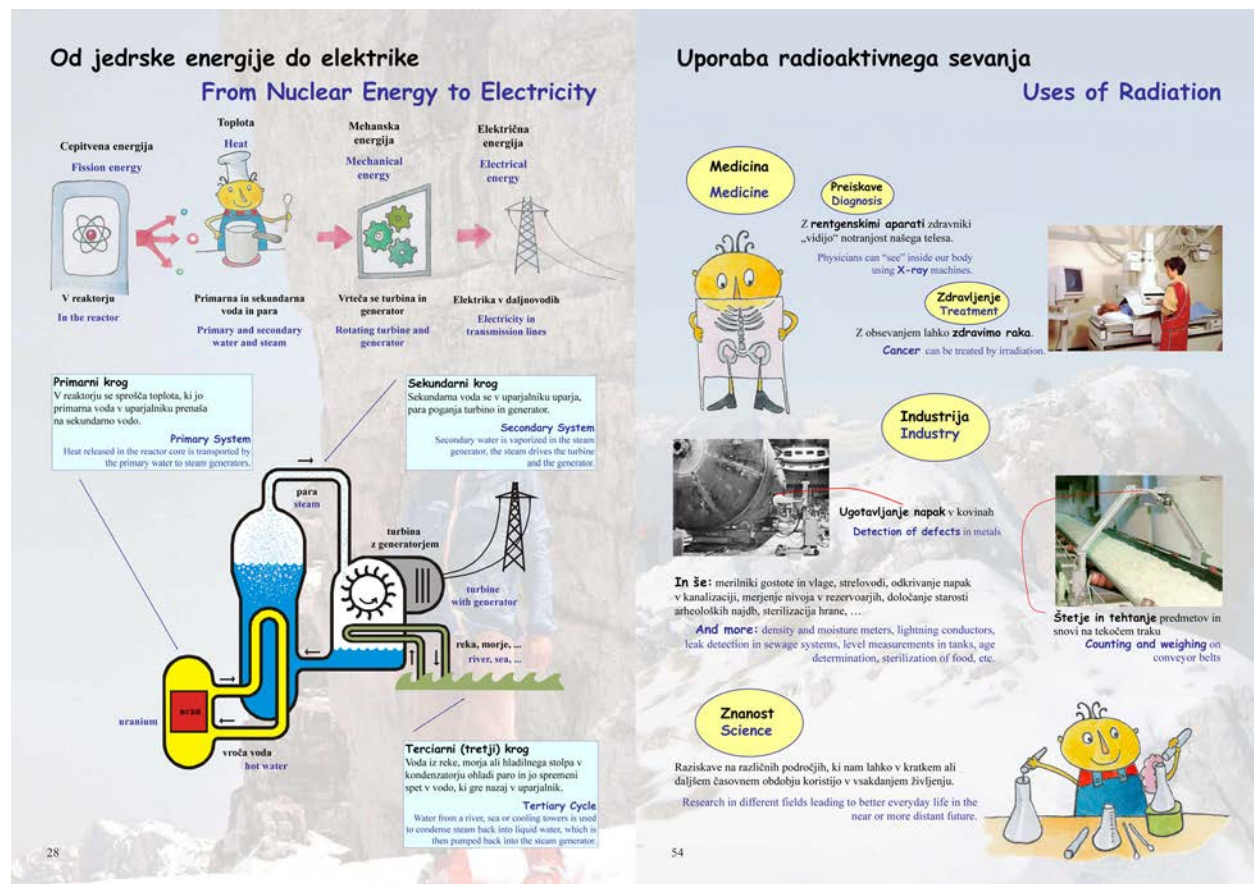 Od jedrske energije do elektrike
From Nuclear Energy to Electricity
Cepitvena energija
Fission energy
Toplota
Heat
Mehanska
energija
Mechanical
energy
Električna
energija
Electrical
energy
V reaktorju
In the reactor
Primarna in sekundarna
voda in para
Primary and secondary
water and steam
Vrteča se turbina in
generator
Rotating turbine and
generator
Elektrika v daljnovodih
Electricity in
transmission lines
Primarni krog
V reaktorju se sprošča toplota, ki jo
primarna voda v uparjalniku prenaša
na sekundarno vodo.
Primary System
Heat released in the reactor core is transported by
the primary water to steam generators.
Sekundarni krog
Sekundarna voda se v uparjalniku uparja,
para poganja turbino in generator.
Secondary System
Secondary water is vaporized in the steam
generator, the steam drives the turbine
and the generator.
para
steam
turbina
z generatorjem
turbine
with generator
reka, morje, ...
river, sea, ...
uranium
uran
vroča voda
hot water
Terciarni (tretji) krog
Voda iz reke, morja ali hladilnega stolpa v
kondenzatorju ohladi paro in jo spremeni
spet v vodo, ki gre nazaj v uparjalnik.
Tertiary Cycle
Water from a river, sea or cooling towers is used
to condense steam back into liquid water, which is
then pumped back into the steam generator.
28
Uporaba radioaktivnega sevanja
Uses of Radiation
Medicina
Medicine
Preiskave
Diagnosis
Z rentgenskimi aparati zdravniki
„vidijo“ notranjost našega telesa.
Physicians can “see” inside our body
using X-ray machines.
Zdravljenje
Treatment
Z obsevanjem lahko zdravimo raka.
Cancer can be treated by irradiation.
Industrija
Industry
Ugotavljanje napak v kovinah
Detection of defects in metals
In še: merilniki gostote in vlage, strelovodi, odkrivanje napak
v kanalizaciji, merjenje nivoja v rezervoarjih, določanje starosti
arheoloških najdb, sterilizacija hrane, …
And more: density and moisture meters, lightning conductors,
leak detection in sewage systems, level measurements in tanks, age
determination, sterilization of food, etc.
Štetje in tehtanje predmetov in
snovi na tekočem traku
Counting and weighing on
conveyor belts
Znanost
Science
Raziskave na različnih področjih, ki nam lahko v kratkem ali
daljšem časovnem obdobju koristijo v vsakdanjem življenju.
Research in different fields leading to better everyday life in the
near or more distant future.
54